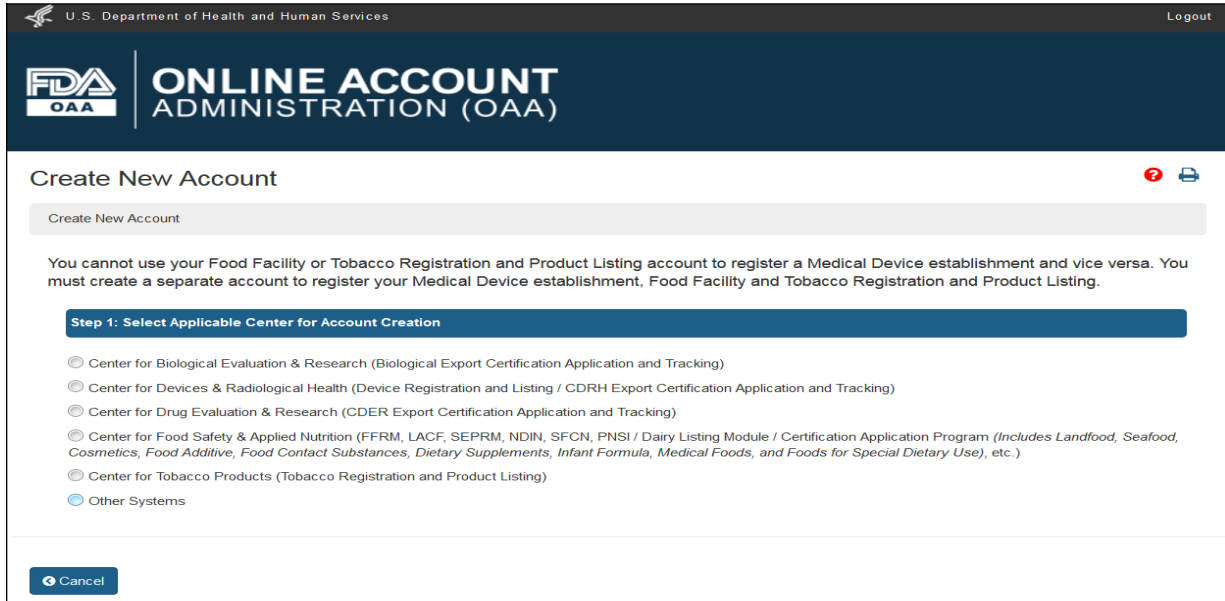 U.S. Department of Health and Human Services
Logout
FDA
OAA
ONLINE ACCOUNT
ADMINISTRATION (OAA)
Create New Account
?
Create New Account
You cannot use your Food Facility or Tobacco Registration and Product Listing account to register a Medical Device establishment and vice versa. You
must create a separate account to register your Medical Device establishment, Food Facility and Tobacco Registration and Product Listing.
Step 1: Select Applicable Center for Account Creation
Center for Biological Evaluation & Research (Biological Export Certification Application and Tracking)
Center for Devices & Radiological Health (Device Registration and Listing / CDRH Export Certification Application and Tracking)
Center for Drug Evaluation & Research (CDER Export Certification Application and Tracking)
Center for Food Safety & Applied Nutrition (FFRM, LACF, SEPRM, NDIN, SFCN, PNSI / Dairy Listing Module / Certification Application Program (Includes Landfood, Seafood,
Cosmetics, Food Additive, Food Contact Substances, Dietary Supplements, Infant Formula, Medical Foods, and Foods for Special Dietary Use), etc.)
Center for Tobacco Products (Tobacco Registration and Product Listing)
Other Systems
Cancel